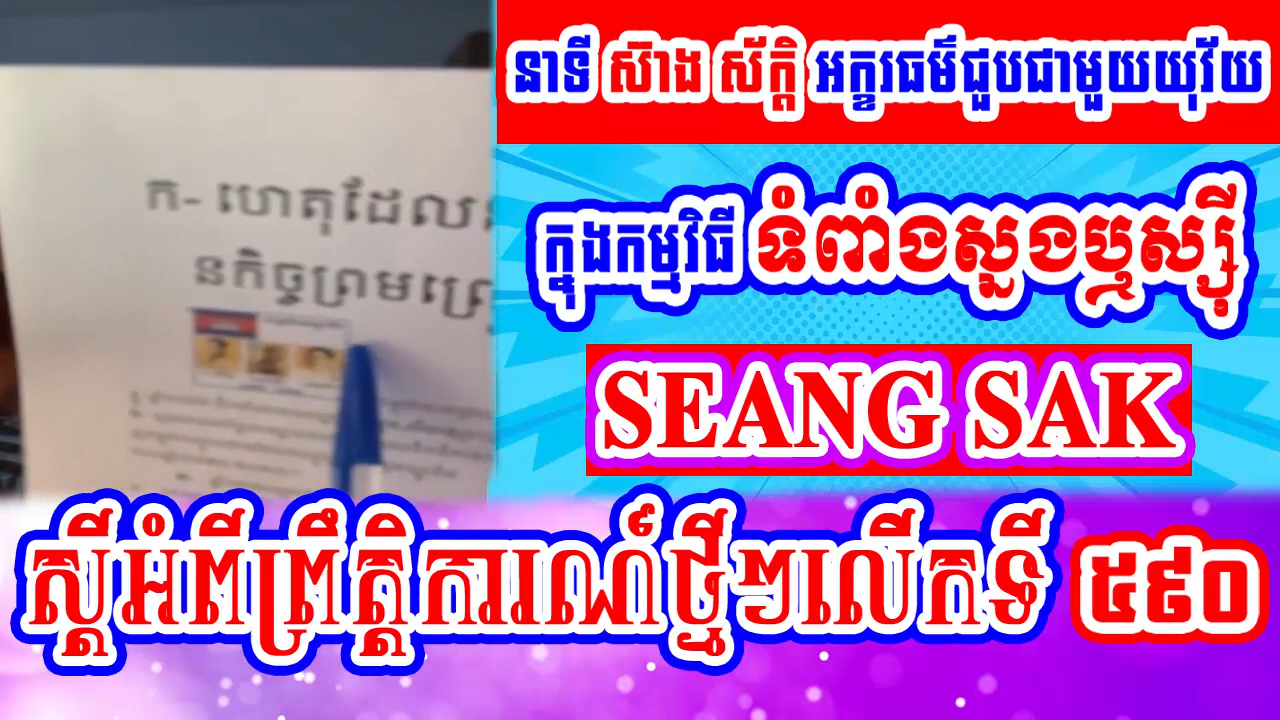 នាទី ស៊ាង ស័ក្តិ អក្ខរធម៌ជួបជាមួយយុវ័យ
ក្នុងកម្មវិធី ទំពាំងស្នងឬស្ស៊ី
SEANG SAK
ស្តីអំពីព្រឹត្តិការណ៍ថ្មីៗលើកទី ៥៩០
ក- ហេតុដែល
នកិច្ចព្រមព្រៀ